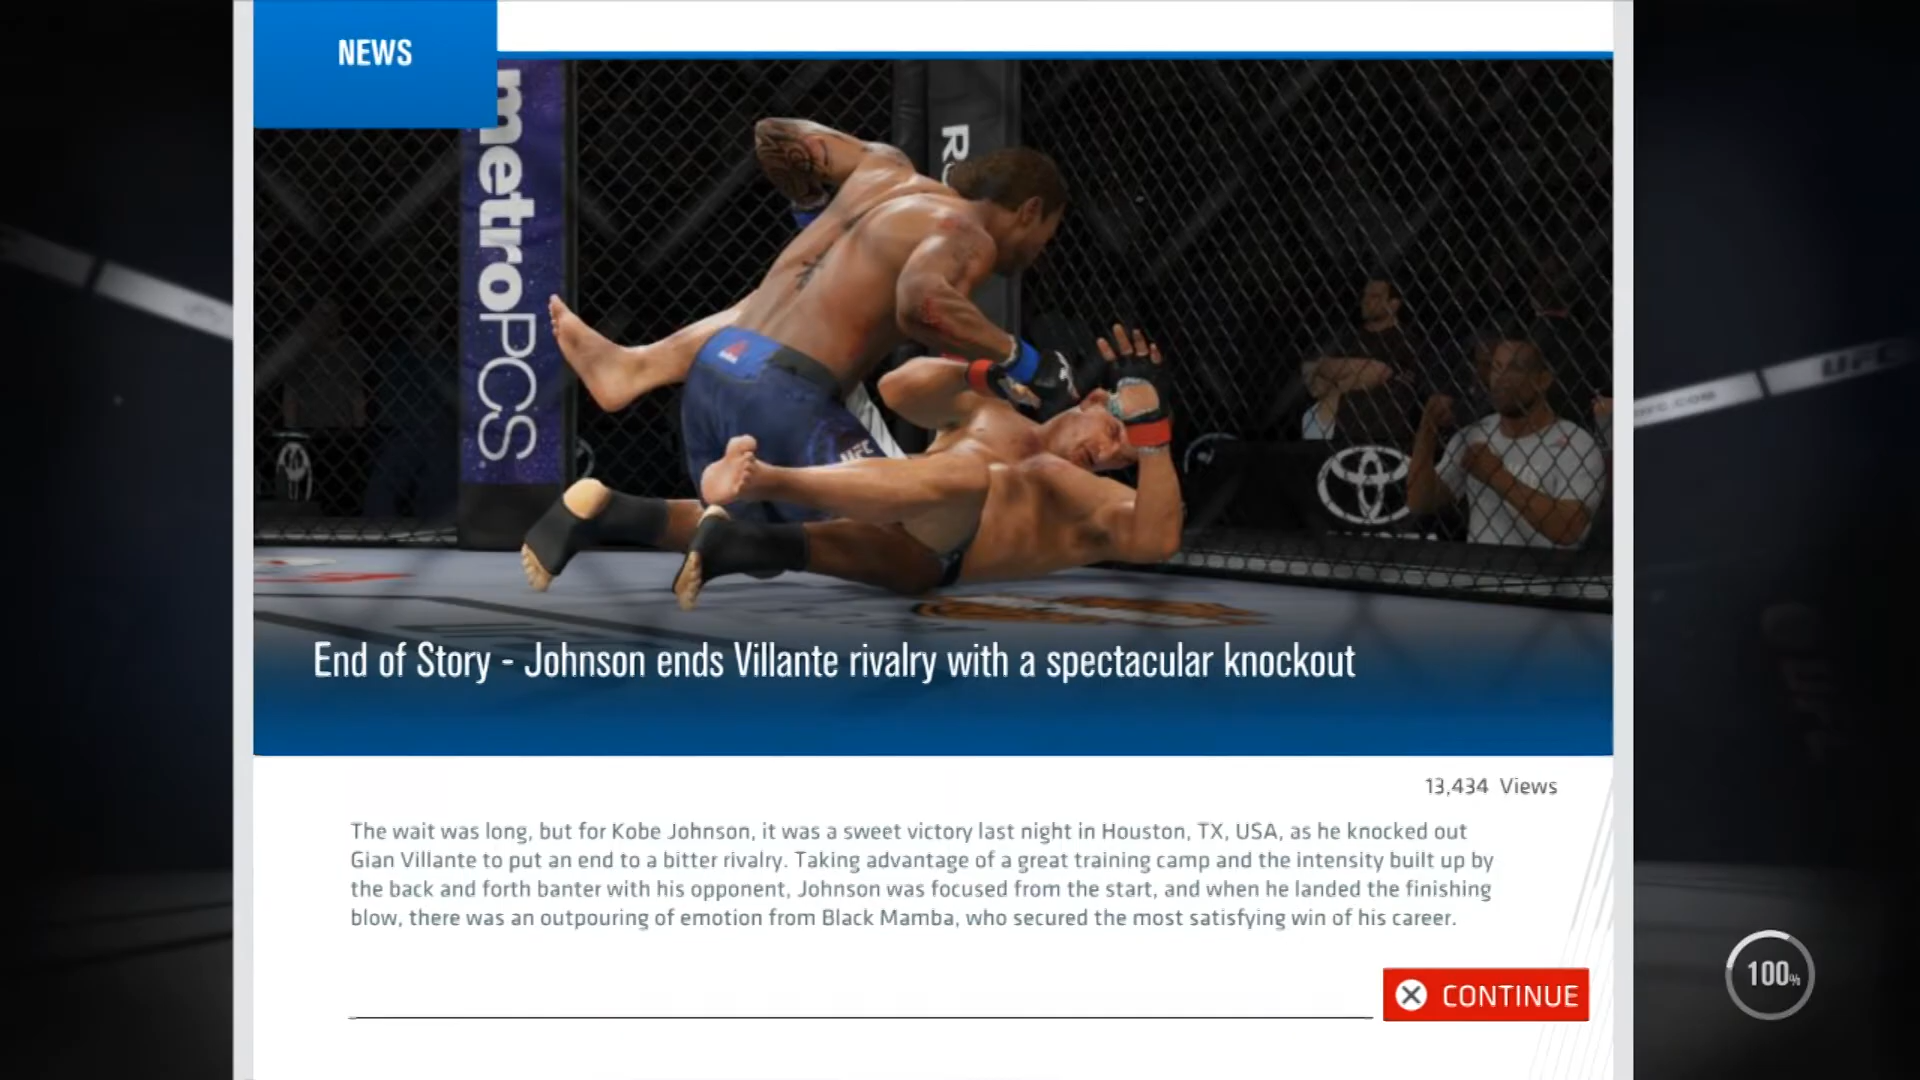 NEWS
metroPCS.
UFC
UFC
UFC.COM
End of Story - Johnson ends Villante rivalry with a spectacular knockout
13,434 Views
The wait was long, but for Kobe Johnson, it was a sweet victory last night in Houston, TX, USA, as he knocked out
Gian Villante to put an end to a bitter rivalry. Taking advantage of a great training camp and the intensity built up by
the back and forth banter with his opponent, Johnson was focused from the start, and when he landed the finishing
blow, there was an outpouring of emotion from Black Mamba, who secured the most satisfying win of his career.
CONTINUE
100%